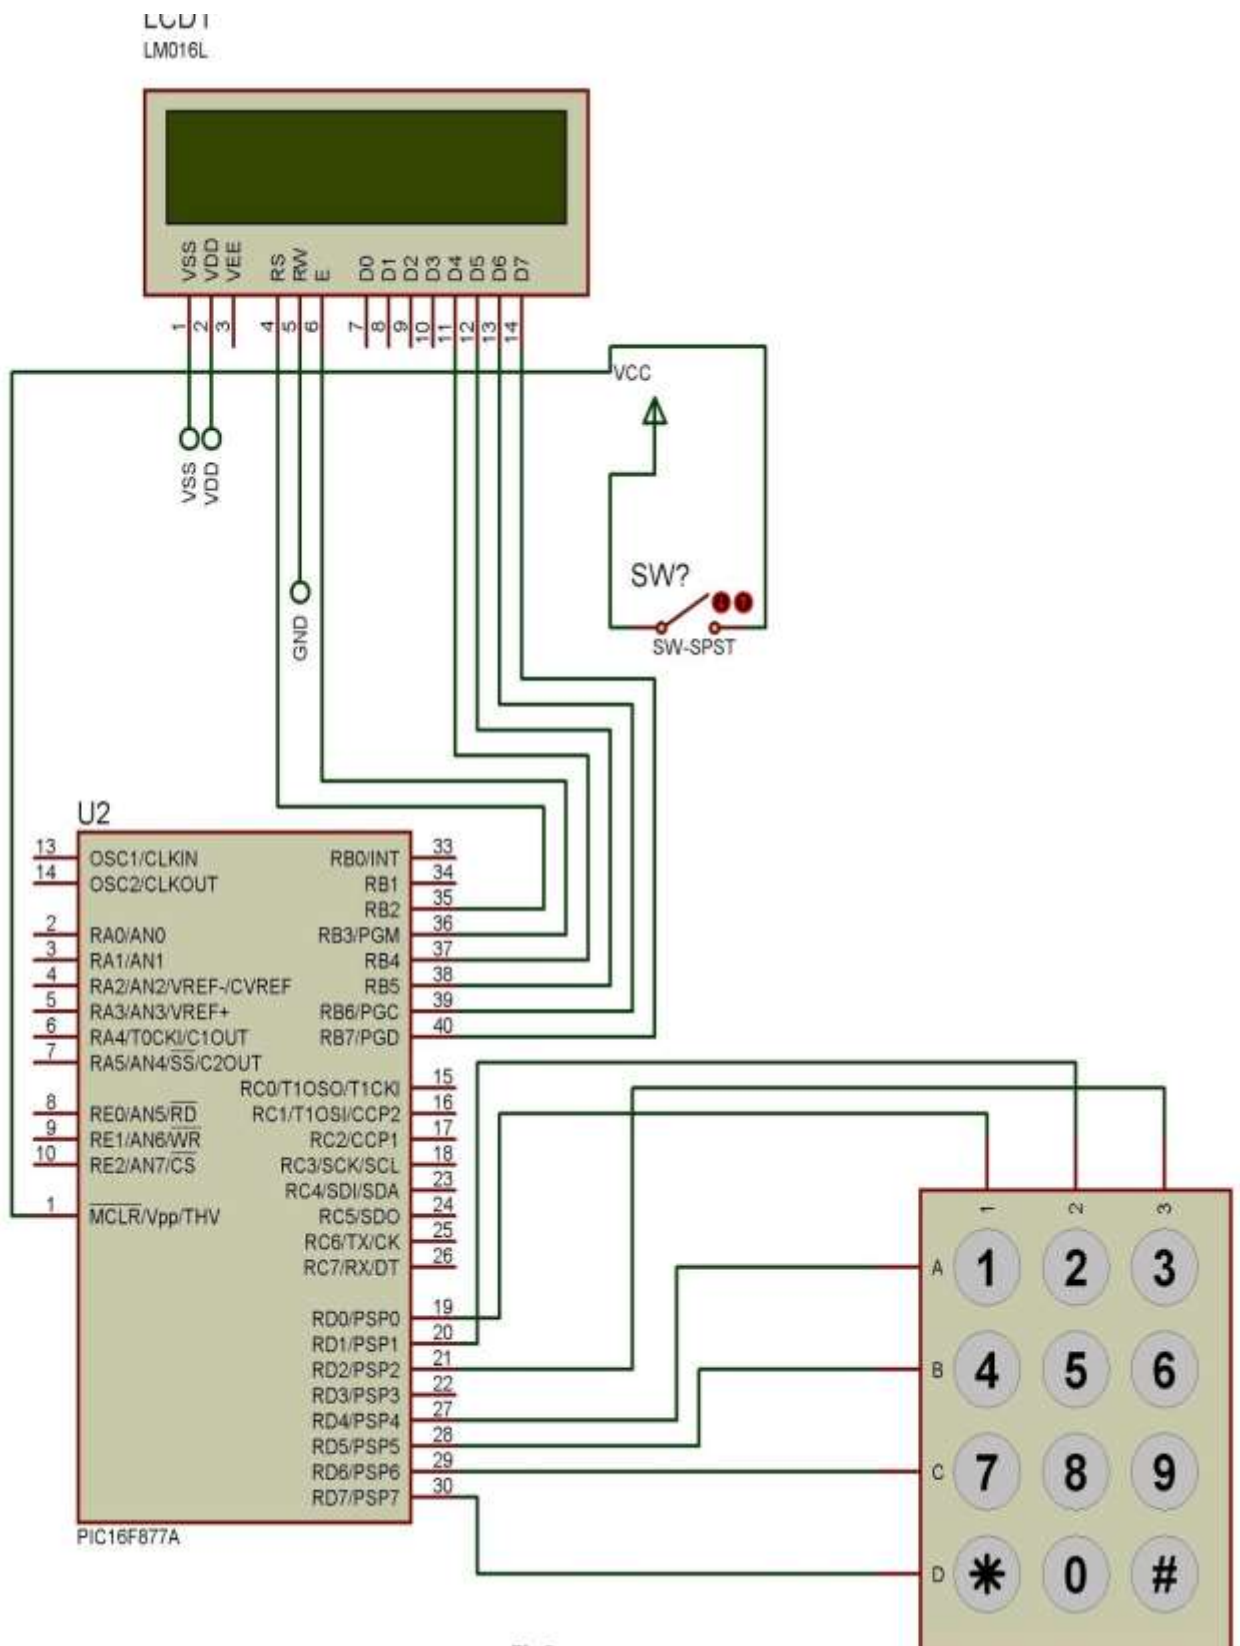 LCD1
LM016L
VSS
VDD
VEE
RS
RW
E
D0
D1
D2
D3
D4
D5
D6
D7
1
2
3
4
5
6
7
8
9
10
11
12
13
14
VCC
VSS
VDD
GND
SW?
SW-SPST
U2
13 OSC1/CLKIN
14 OSC2/CLKOUT
2 RA0/AN0
3 RA1/AN1
4 RA2/AN2/VREF-/CVREF
5 RA3/AN3/VREF+
6 RA4/T0CKI/C1OUT
7 RA5/AN4/SS/C2OUT
8 RE0/AN5/RD
9 RE1/AN6/WR
10 RE2/AN7/CS
1 MCLR/Vpp/THV
RB0/INT 33
RB1 34
RB2 35
RB3/PGM 36
RB4 37
RB5 38
RB6/PGC 39
RB7/PGD 40
RC0/T1OSO/T1CKI 15
RC1/T1OSI/CCP2 16
RC2/CCP1 17
RC3/SCK/SCL 18
RC4/SDI/SDA 23
RC5/SDO 24
RC6/TX/CK 25
RC7/RX/DT 26
RD0/PSP0 19
RD1/PSP1 20
RD2/PSP2 21
RD3/PSP3 22
RD4/PSP4 27
RD5/PSP5 28
RD6/PSP6 29
RD7/PSP7 30
PIC16F877A
1 2 3
A 1 2 3
B 4 5 6
C 7 8 9
D * 0 #